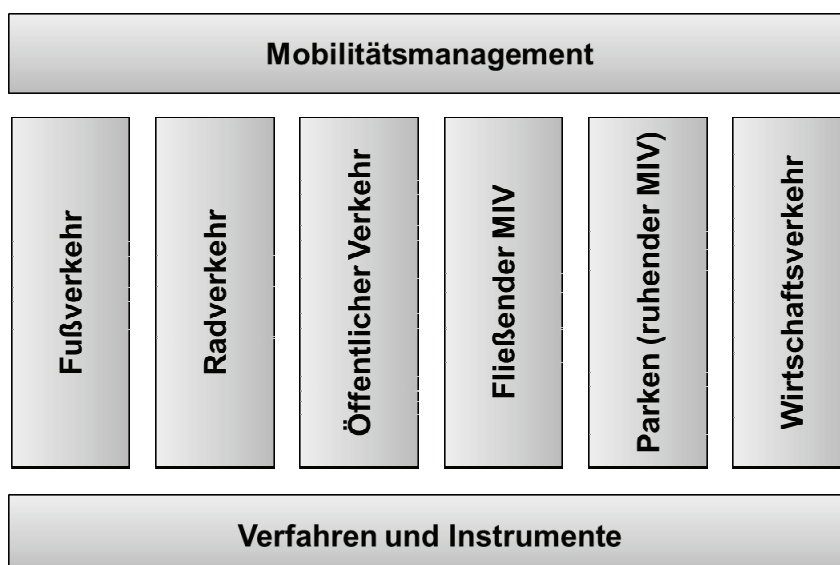 Mobilitätsmanagement
Fußverkehr
Radverkehr
Öffentlicher Verkehr
Fließender MIV
Parken (ruhender MIV)
Wirtschaftsverkehr
Verfahren und Instrumente